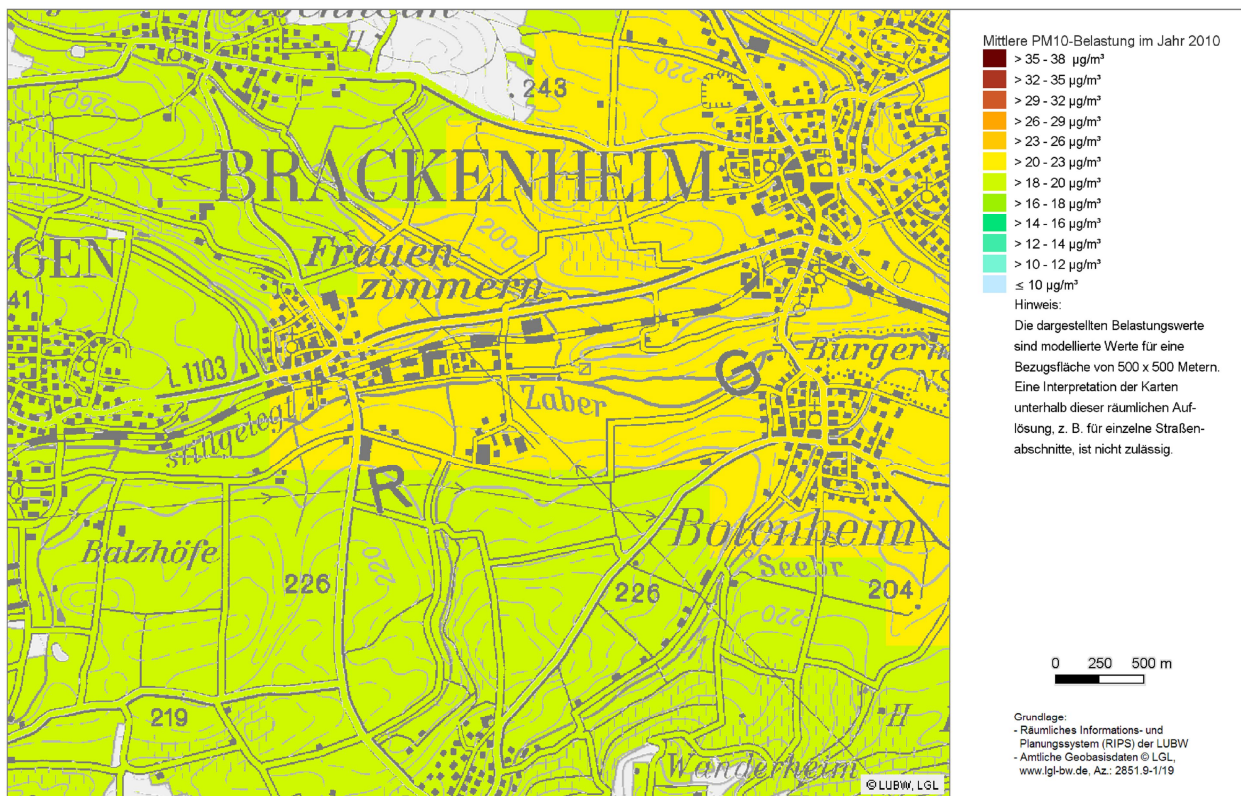 H
243
220
260
BRACKENHEIM
200
GEN
Frauen-
zimmern
41
L 1103
Burgerm
G
NS
Zaber
stillgelegt
R
Botenheim
Balzhöfe
Seebr
226
220
226
204
220
219
H
Wanderheim
© LUBW, LGL
Mittlere PM10-Belastung im Jahr 2010
> 35 - 38 µg/m³
> 32 - 35 µg/m³
> 29 - 32 µg/m³
> 26 - 29 µg/m³
> 23 - 26 µg/m³
> 20 - 23 µg/m³
> 18 - 20 µg/m³
> 16 - 18 µg/m³
> 14 - 16 µg/m³
> 12 - 14 µg/m³
> 10 - 12 µg/m³
≤ 10 µg/m³
Hinweis:
Die dargestellten Belastungswerte
sind modellierte Werte für eine
Bezugsfläche von 500 x 500 Metern.
Eine Interpretation der Karten
unterhalb dieser räumlichen Auf-
lösung, z. B. für einzelne Straßen-
abschnitte, ist nicht zulässig.
0 250 500 m
Grundlage:
- Räumliches Informations- und
Planungssystem (RIPS) der LUBW
- Amtliche Geobasisdaten © LGL,
www.lgl-bw.de, Az.: 2851.9-1/19